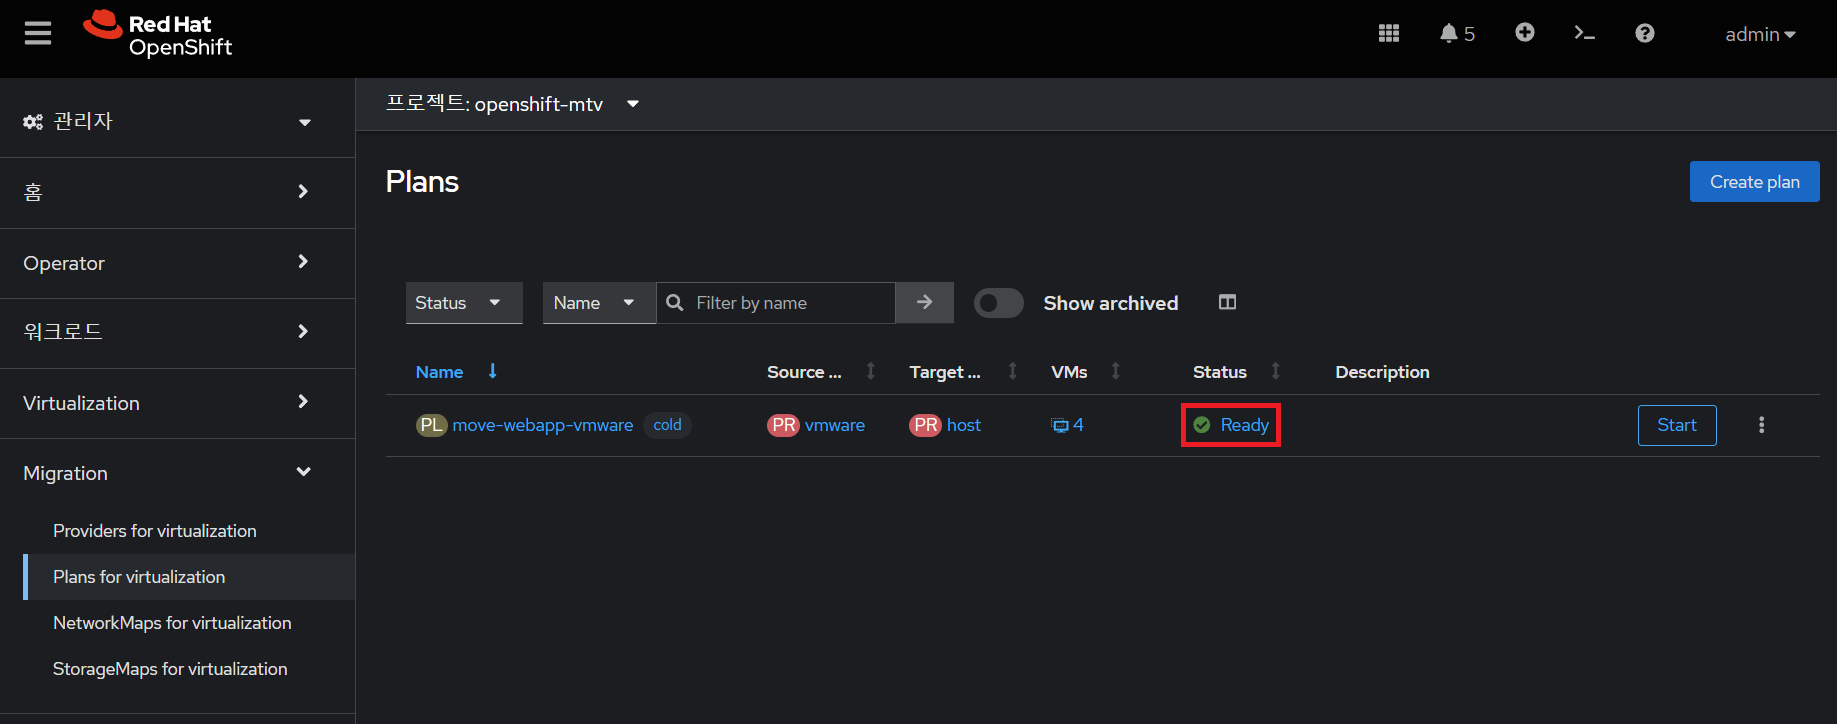 Red Hat
OpenShift
5
admin
관리자
홈
Operator
워크로드
Virtualization
Migration
Providers for virtualization
Plans for virtualization
NetworkMaps for virtualization
StorageMaps for virtualization
프로젝트: openshift-mtv
Plans
Create plan
Status Name Filter by name Show archived
Name Source ... Target ... VMs Status Description
PL move-webapp-vmware cold PR vmware PR host 4 Ready Start